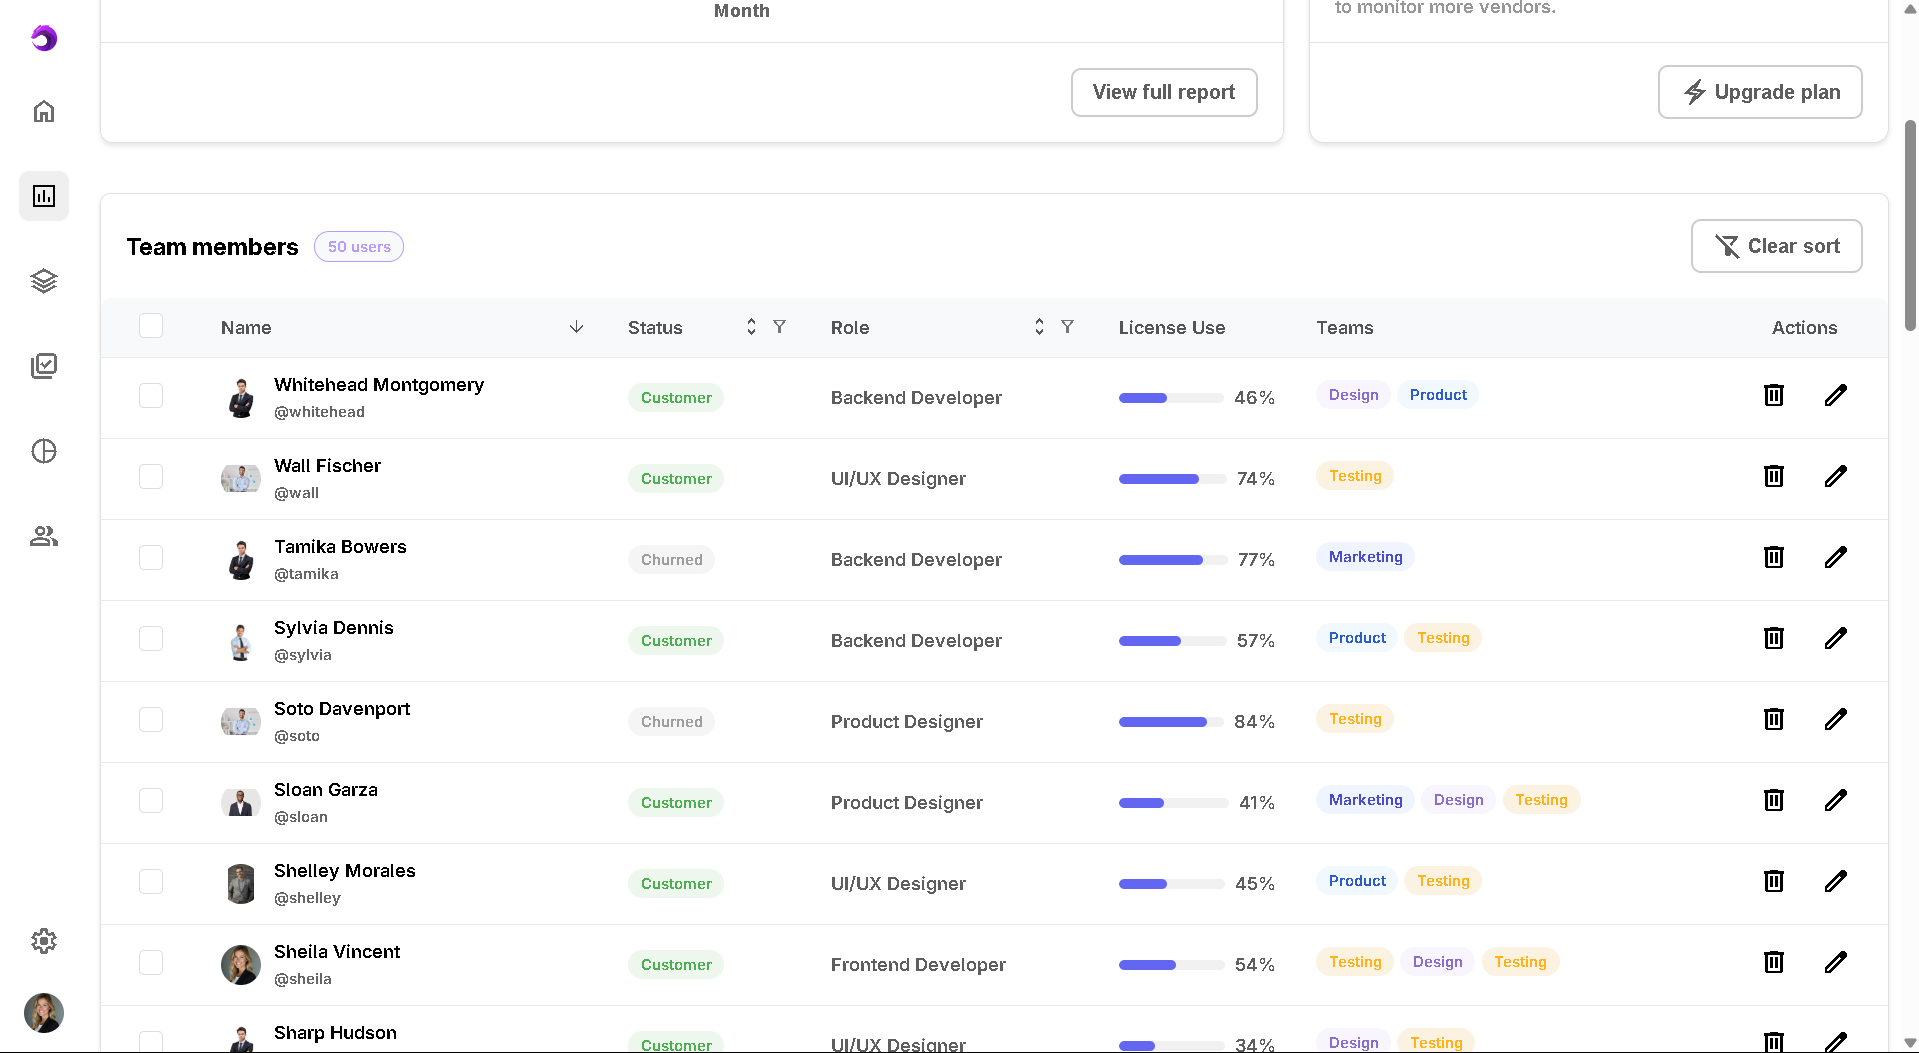 Month
to monitor more vendors.
View full report
Upgrade plan
Team members 50 users
Clear sort
Name Status Role License Use Teams Actions
Whitehead Montgomery
@whitehead
Customer Backend Developer 46% Design Product
Wall Fischer
@wall
Customer UI/UX Designer 74% Testing
Tamika Bowers
@tamika
Churned Backend Developer 77% Marketing
Sylvia Dennis
@sylvia
Customer Backend Developer 57% Product Testing
Soto Davenport
@soto
Churned Product Designer 84% Testing
Sloan Garza
@sloan
Customer Product Designer 41% Marketing Design Testing
Shelley Morales
@shelley
Customer UI/UX Designer 45% Product Testing
Sheila Vincent
@sheila
Customer Frontend Developer 54% Testing Design Testing
Sharp Hudson
Customer UI/UX Designer 34% Design Testing